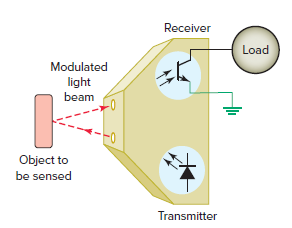 Receiver
Load
Modulated
light
beam
Object to
be sensed
Transmitter